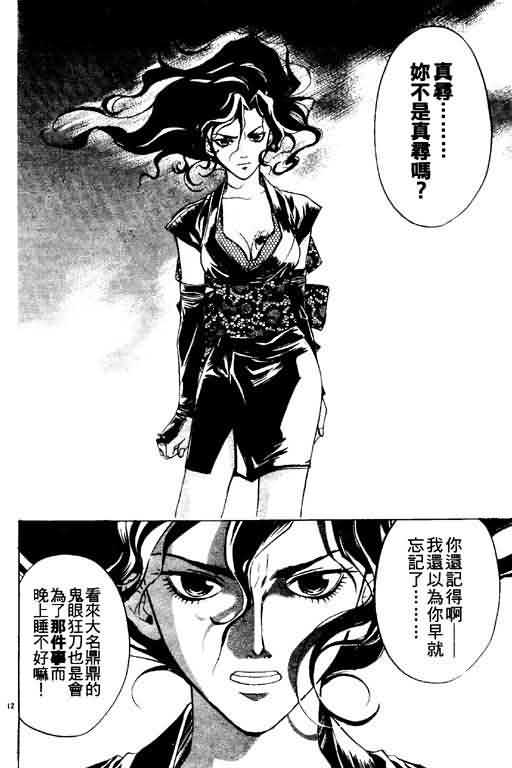 真尋………
妳不是真尋嗎？
你還記得啊——
我還以為你早就
忘記了……
看來大名鼎鼎的
鬼眼狂刀也是會
為了那件事而
晚上睡不好嘛！
12